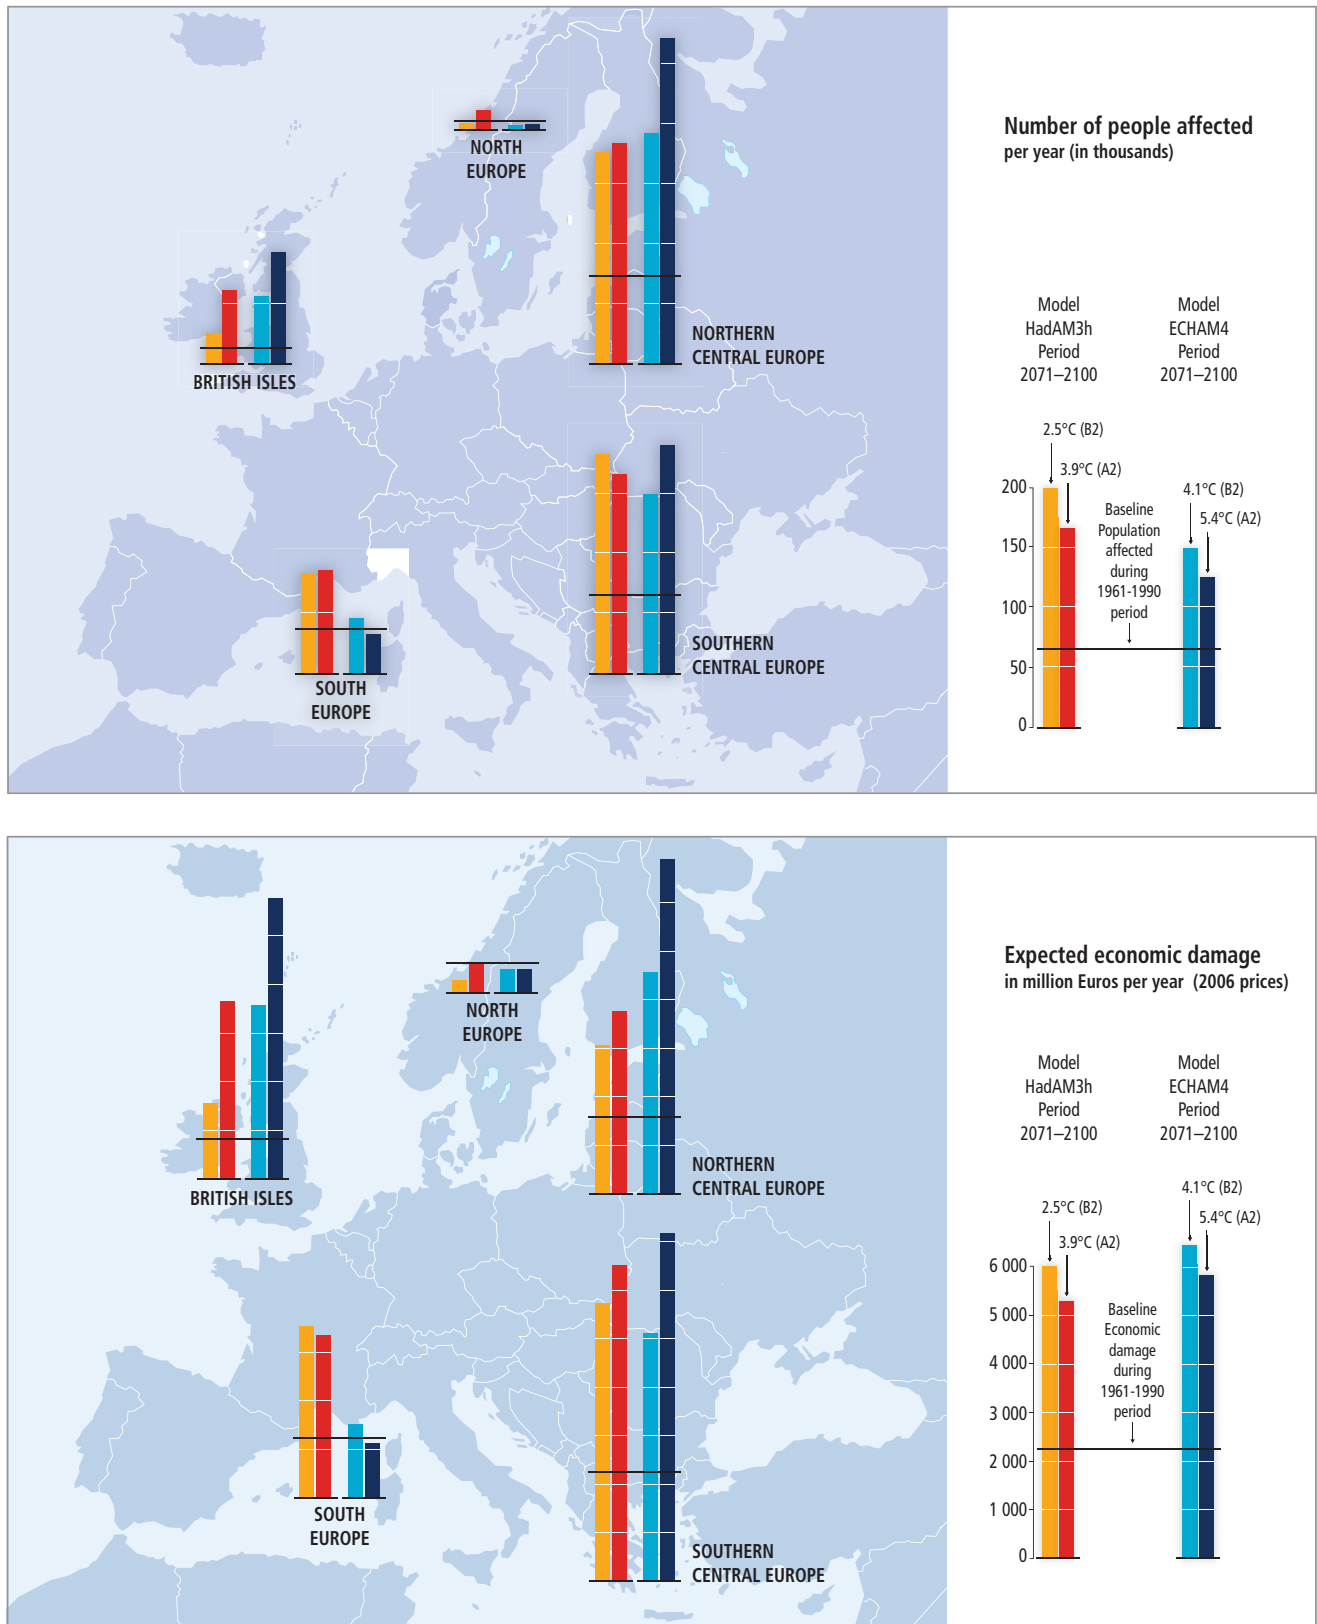 Number of people affected
per year (in thousands)
NORTH
EUROPE
NORTHERN
CENTRAL EUROPE
BRITISH ISLES
SOUTHERN
CENTRAL EUROPE
SOUTH
EUROPE
Model
HadAM3h
Period
2071–2100
Model
ECHAM4
Period
2071–2100
2.5°C (B2)
3.9°C (A2)
4.1°C (B2)
5.4°C (A2)
Baseline
Population
affected
during
1961-1990
period
200
150
100
50
0
Expected economic damage
in million Euros per year (2006 prices)
NORTH
EUROPE
NORTHERN
CENTRAL EUROPE
BRITISH ISLES
SOUTH
EUROPE
SOUTHERN
CENTRAL EUROPE
Model
HadAM3h
Period
2071–2100
Model
ECHAM4
Period
2071–2100
2.5°C (B2)
3.9°C (A2)
4.1°C (B2)
5.4°C (A2)
Baseline
Economic
damage
during
1961-1990
period
6 000
5 000
4 000
3 000
2 000
1 000
0